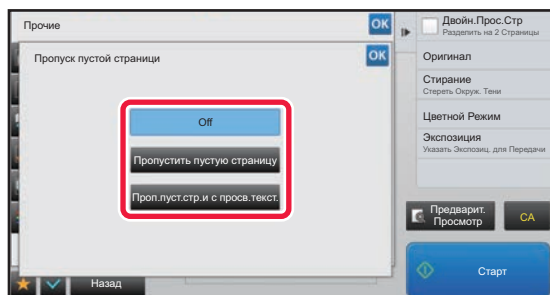 Прочие
OK
Пропуск пустой страници
OK
Off
Пропустить пустую страницу
Проп.пуст.стр.и с просв.текст.
Назад
Двойн.Прос.Стр
Разделить на 2 Страницы
Оригинал
Стирание
Стереть Окруж. Тени
Цветной Режим
Экспозиция
Указать Экспозиц. для Передачи
Предварит.
Просмотр
CA
Старт